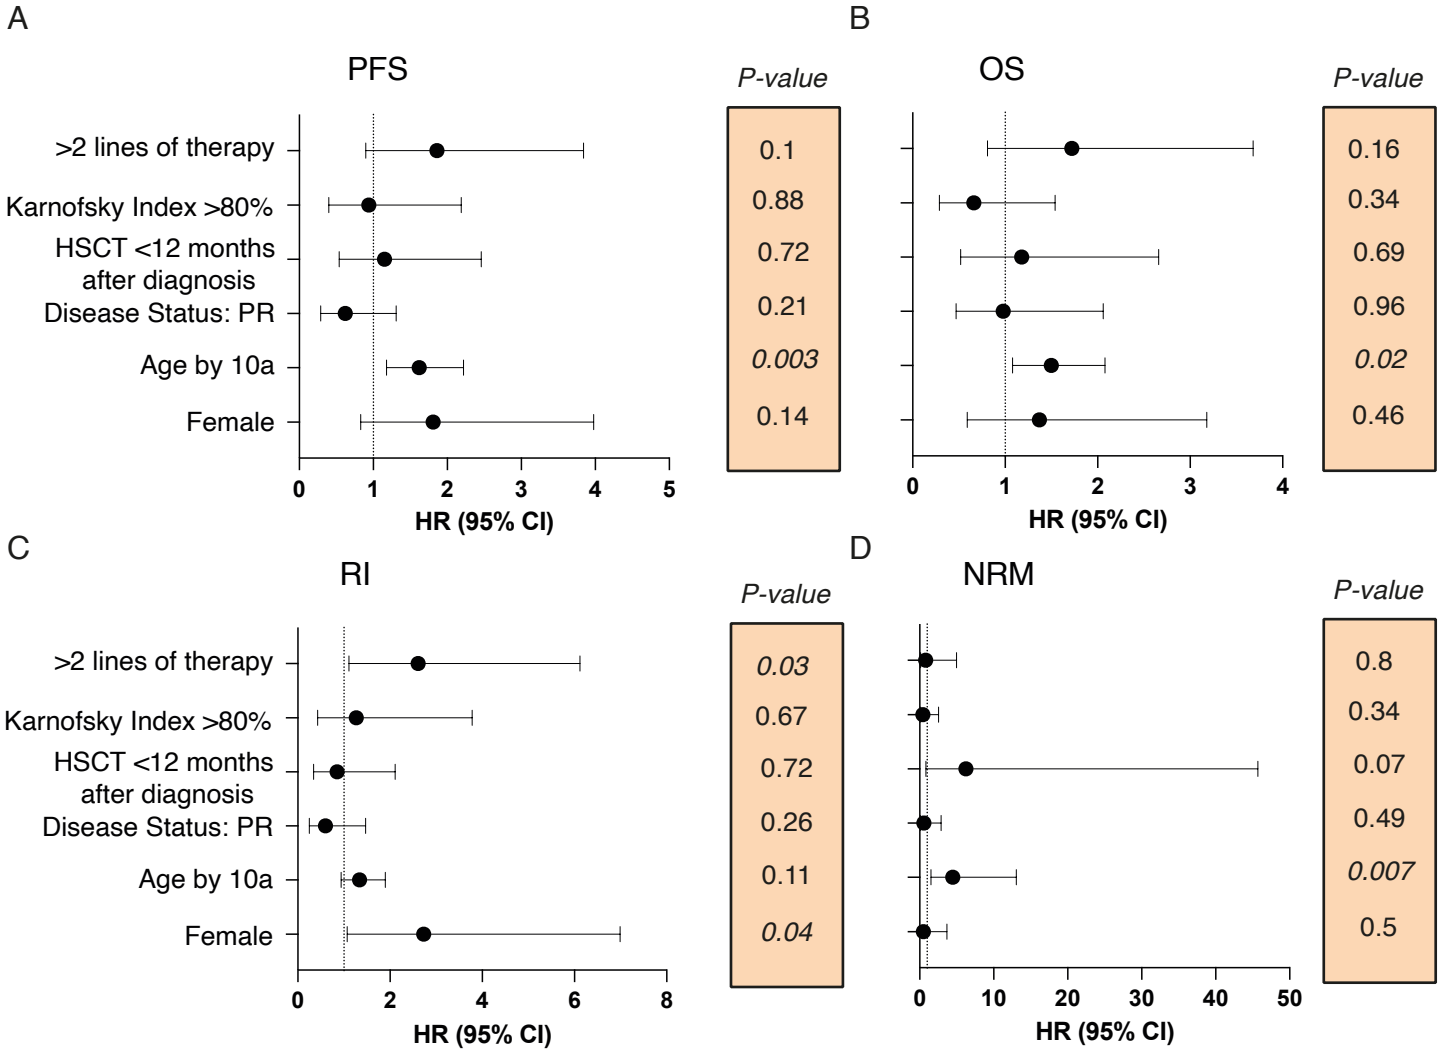 A
PFS
P-value
>2 lines of therapy
0.1
Karnofsky Index >80%
0.88
HSCT <12 months
after diagnosis
0.72
Disease Status: PR
0.21
Age by 10a
0.003
Female
0.14
0 1 2 3 4 5
HR (95% CI)
B
OS
P-value
0.16
0.34
0.69
0.96
0.02
0.46
0 1 2 3 4
HR (95% CI)
C
RI
P-value
>2 lines of therapy
0.03
Karnofsky Index >80%
0.67
HSCT <12 months
after diagnosis
0.72
Disease Status: PR
0.26
Age by 10a
0.11
Female
0.04
0 2 4 6 8
HR (95% CI)
D
NRM
P-value
0.8
0.34
0.07
0.49
0.007
0.5
0 10 20 30 40 50
HR (95% CI)